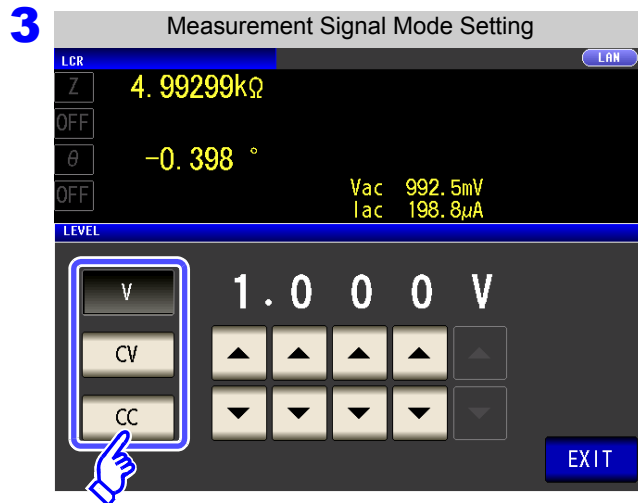 3 Measurement Signal Mode Setting
LCR LAN
Z 4.99299kΩ
OFF
θ -0.398 °
OFF
Vac 992.5mV
Iac 198.8μA
LEVEL
V 1.000 V
CV
CC
EXIT